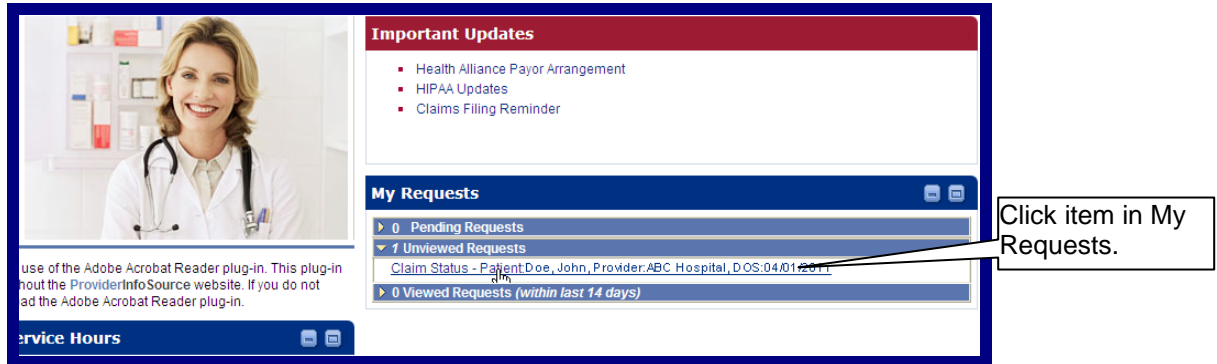 Important Updates
Health Alliance Payor Arrangement
HIPAA Updates
Claims Filing Reminder
My Requests
0 Pending Requests
1 Unviewed Requests
Claim Status - Patient:Doe, John, Provider:ABC Hospital, DOS:04/01/2011
0 Viewed Requests (within last 14 days)
Click item in My
Requests.
use of the Adobe Acrobat Reader plug-in. This plug-in
hout the ProviderInfoSource website. If you do not
ad the Adobe Acrobat Reader plug-in.
ervice Hours